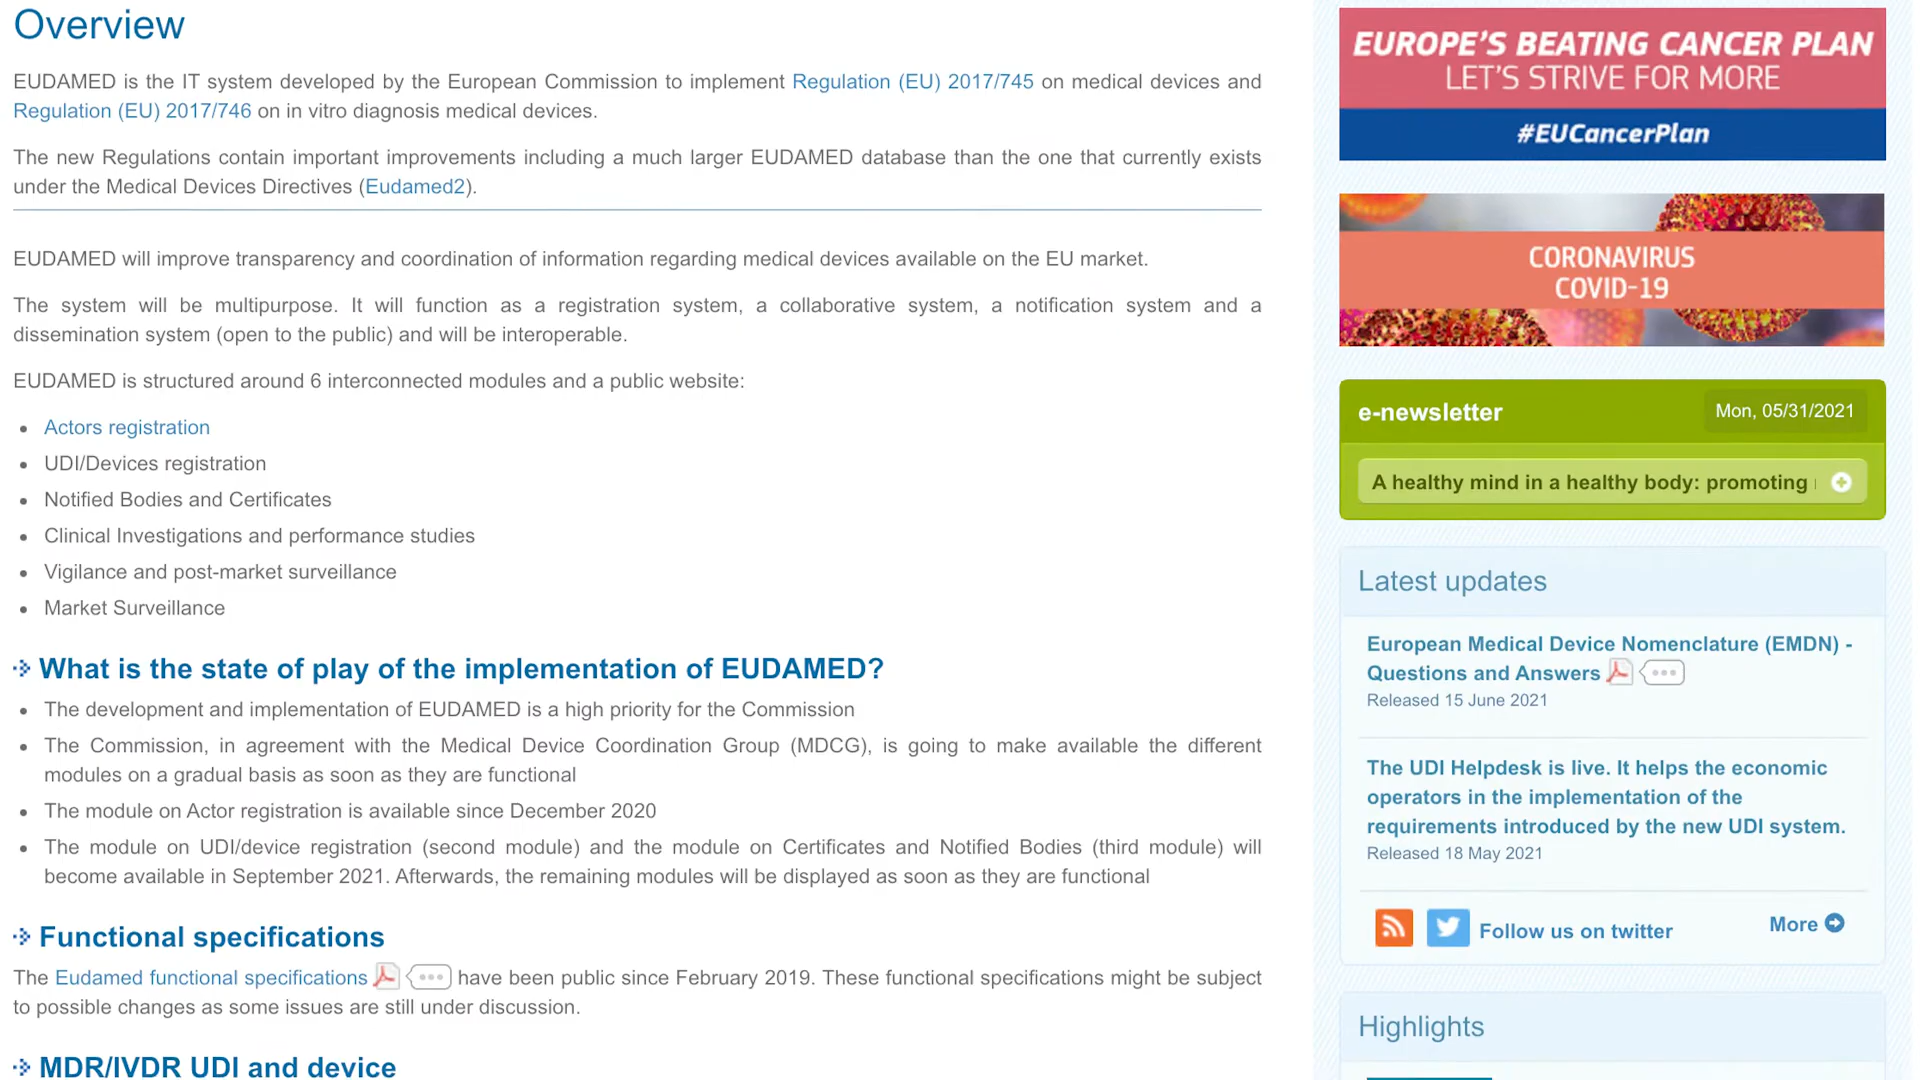 Overview
EUDAMED is the IT system developed by the European Commission to implement Regulation (EU) 2017/745 on medical devices and
Regulation (EU) 2017/746 on in vitro diagnosis medical devices.
The new Regulations contain important improvements including a much larger EUDAMED database than the one that currently exists
under the Medical Devices Directives (Eudamed2).
EUDAMED will improve transparency and coordination of information regarding medical devices available on the EU market.
The system will be multipurpose. It will function as a registration system, a collaborative system, a notification system and a
dissemination system (open to the public) and will be interoperable.
EUDAMED is structured around 6 interconnected modules and a public website:
Actors registration
UDI/Devices registration
Notified Bodies and Certificates
Clinical Investigations and performance studies
Vigilance and post-market surveillance
Market Surveillance
What is the state of play of the implementation of EUDAMED?
The development and implementation of EUDAMED is a high priority for the Commission
The Commission, in agreement with the Medical Device Coordination Group (MDCG), is going to make available the different
modules on a gradual basis as soon as they are functional
The module on Actor registration is available since December 2020
The module on UDI/device registration (second module) and the module on Certificates and Notified Bodies (third module) will
become available in September 2021. Afterwards, the remaining modules will be displayed as soon as they are functional
Functional specifications
The Eudamed functional specifications have been public since February 2019. These functional specifications might be subject
to possible changes as some issues are still under discussion.
MDR/IVDR UDI and device
EUROPE'S BEATING CANCER PLAN
LET'S STRIVE FOR MORE
#EUCancerPlan
CORONAVIRUS
COVID-19
e-newsletter
Mon, 05/31/2021
A healthy mind in a healthy body: promoting
Latest updates
European Medical Device Nomenclature (EMDN) -
Questions and Answers
Released 15 June 2021
The UDI Helpdesk is live. It helps the economic
operators in the implementation of the
requirements introduced by the new UDI system.
Released 18 May 2021
Follow us on twitter
More
Highlights